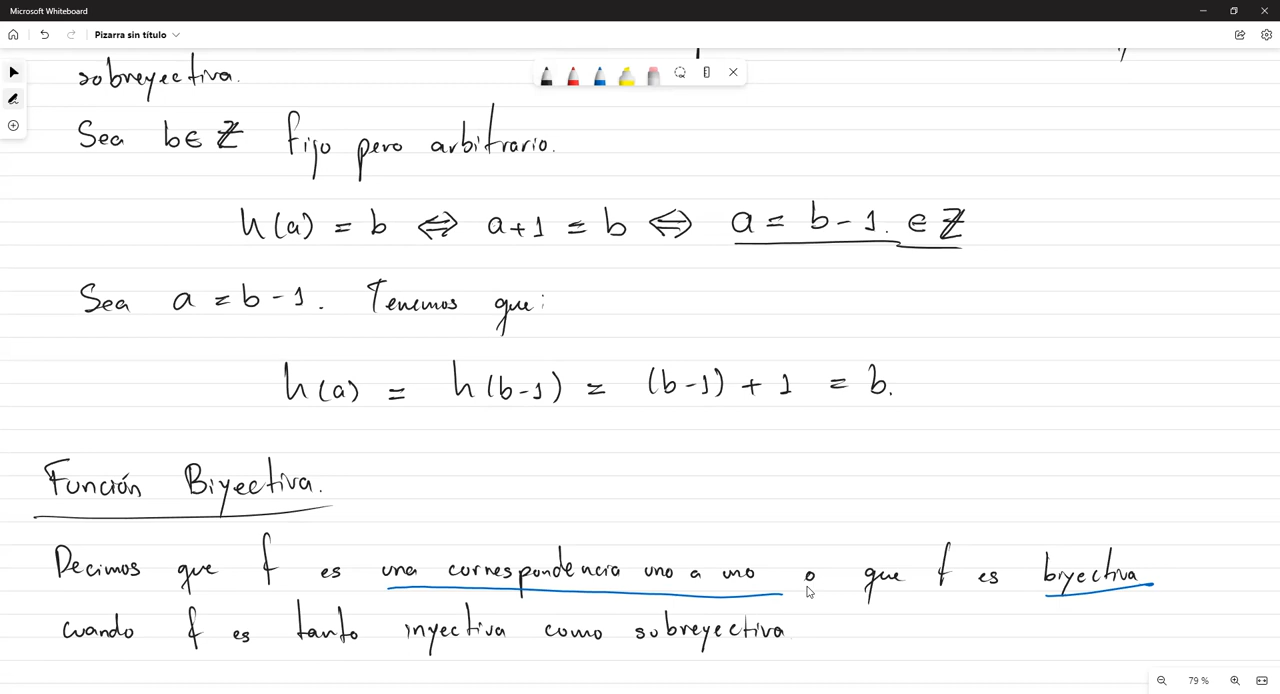 Microsoft Whiteboard
Pizarra sin título
sobreyectiva.
Sea b∈ℤ fijo pero arbitrario.
h(a) = b ⇔ a+1 = b ⇔ a = b-1. ∈ ℤ
Sea a = b-1. Tenemos que:
h(a) = h(b-1) = (b-1) + 1 = b.
Función Biyectiva.
Decimos que f es una correspondencia uno a uno o que f es biyectiva
cuando f es tanto inyectiva como sobreyectiva
79 %